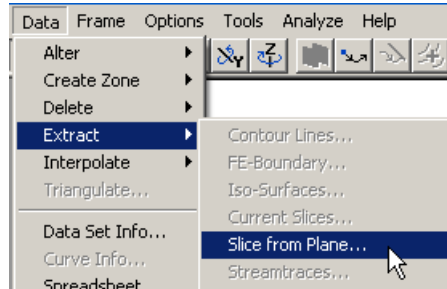 Data Frame Options Tools Analyze Help
Alter
Create Zone
Delete
Extract
Interpolate
Triangulate...
Data Set Info...
Curve Info...
Spreadsheet
Contour Lines...
FE-Boundary...
Iso-Surfaces...
Current Slices...
Slice from Plane...
Streamtraces...